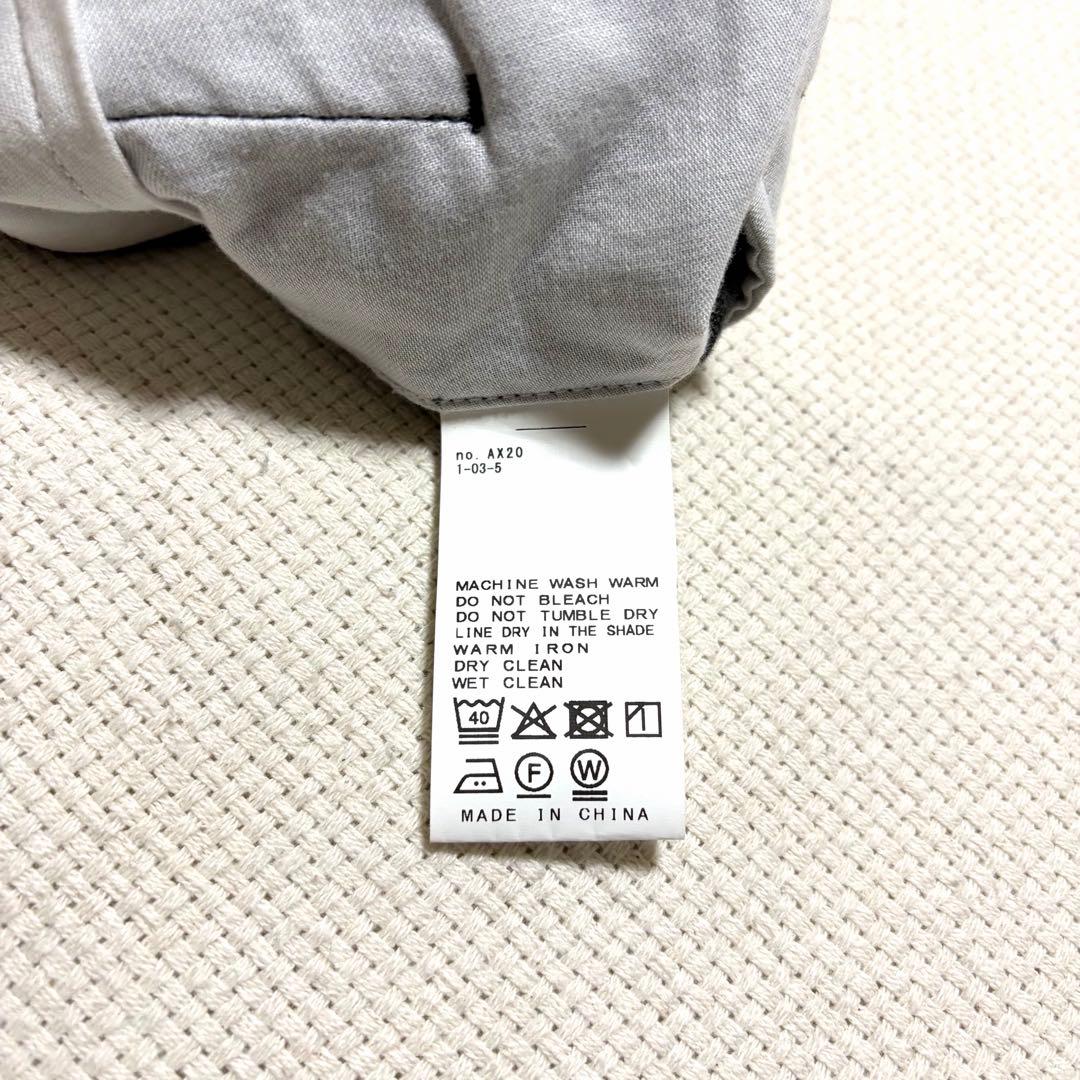 no. AX20
1-03-5
MACHINE WASH WARM
DO NOT BLEACH
DO NOT TUMBLE DRY
LINE DRY IN THE SHADE
WARM IRON
DRY CLEAN
WET CLEAN
40
F W
MADE IN CHINA